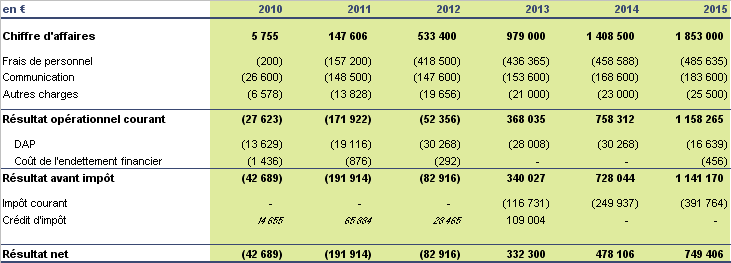 en € 2010 2011 2012 2013 2014 2015
Chiffre d'affaires 5 755 147 606 533 400 979 000 1 408 500 1 853 000
Frais de personnel (200) (157 200) (418 500) (436 365) (458 588) (485 635)
Communication (26 600) (148 500) (147 600) (153 600) (168 600) (183 600)
Autres charges (6 578) (13 828) (19 656) (21 000) (23 000) (25 500)
Résultat opérationnel courant (27 623) (171 922) (52 356) 368 035 758 312 1 158 265
DAP (13 629) (19 116) (30 268) (28 008) (30 268) (16 639)
Coût de l'endettement financier (1 436) (876) (292) - - (456)
Résultat avant impôt (42 689) (191 914) (82 916) 340 027 728 044 1 141 170
Impôt courant - - - (116 731) (249 937) (391 764)
Crédit d'impôt 14 655 65 884 28 465 109 004 - -
Résultat net (42 689) (191 914) (82 916) 332 300 478 106 749 406